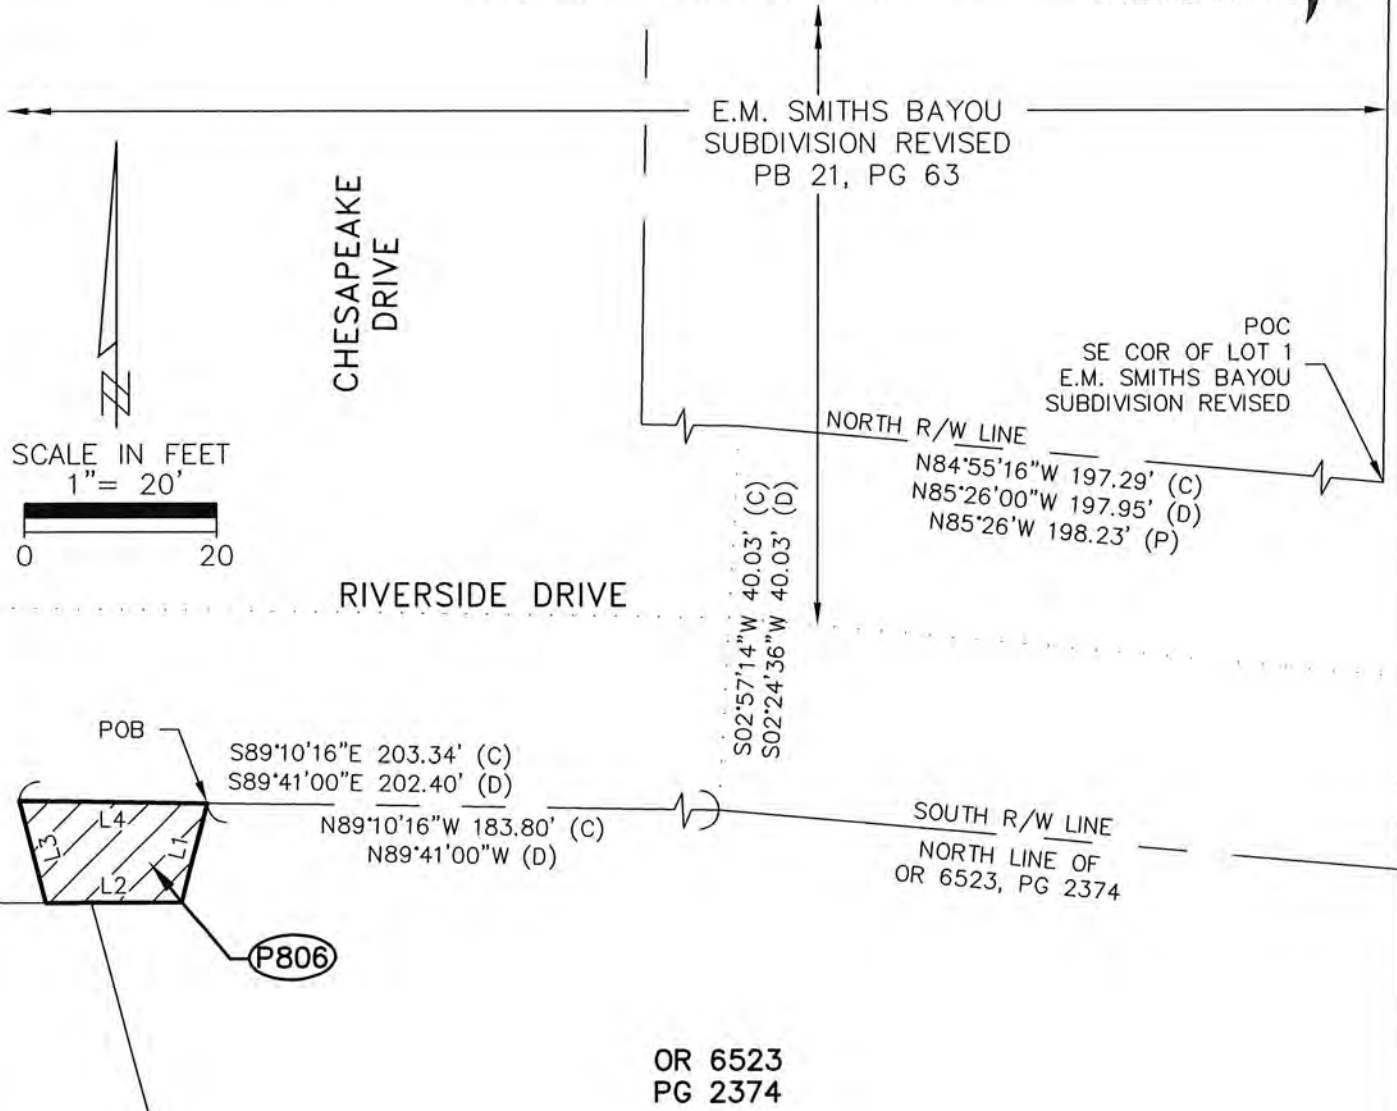 E.M. SMITHS BAYOU
SUBDIVISION REVISED
PB 21, PG 63
CHESAPEAKE
DRIVE
POC
SE COR OF LOT 1
E.M. SMITHS BAYOU
SUBDIVISION REVISED
SCALE IN FEET
1"= 20'
0 20
NORTH R/W LINE
N84°55'16"W 197.29' (C)
N85°26'00"W 197.95' (D)
N85°26'W 198.23' (P)
S02°57'14"W 40.03' (C)
S02°24'36"W 40.03' (D)
RIVERSIDE DRIVE
POB
S89°10'16"E 203.34' (C)
S89°41'00"E 202.40' (D)
N89°10'16"W 183.80' (C)
N89°41'00"W (D)
SOUTH R/W LINE
NORTH LINE OF
OR 6523, PG 2374
L4
L3
L1
L2
P806
OR 6523
PG 2374